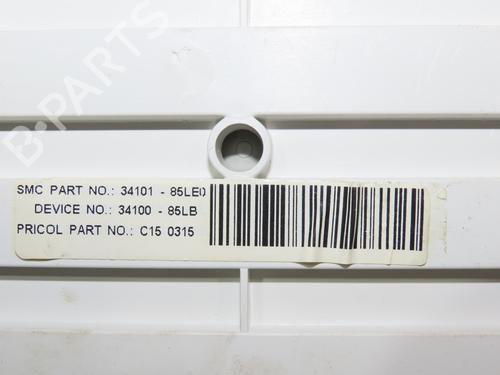 B-PARTS
SMC PART NO.: 34101 - 85LE0
DEVICE NO.: 34100 - 85LB
PRICOL PART NO.: C15 0315